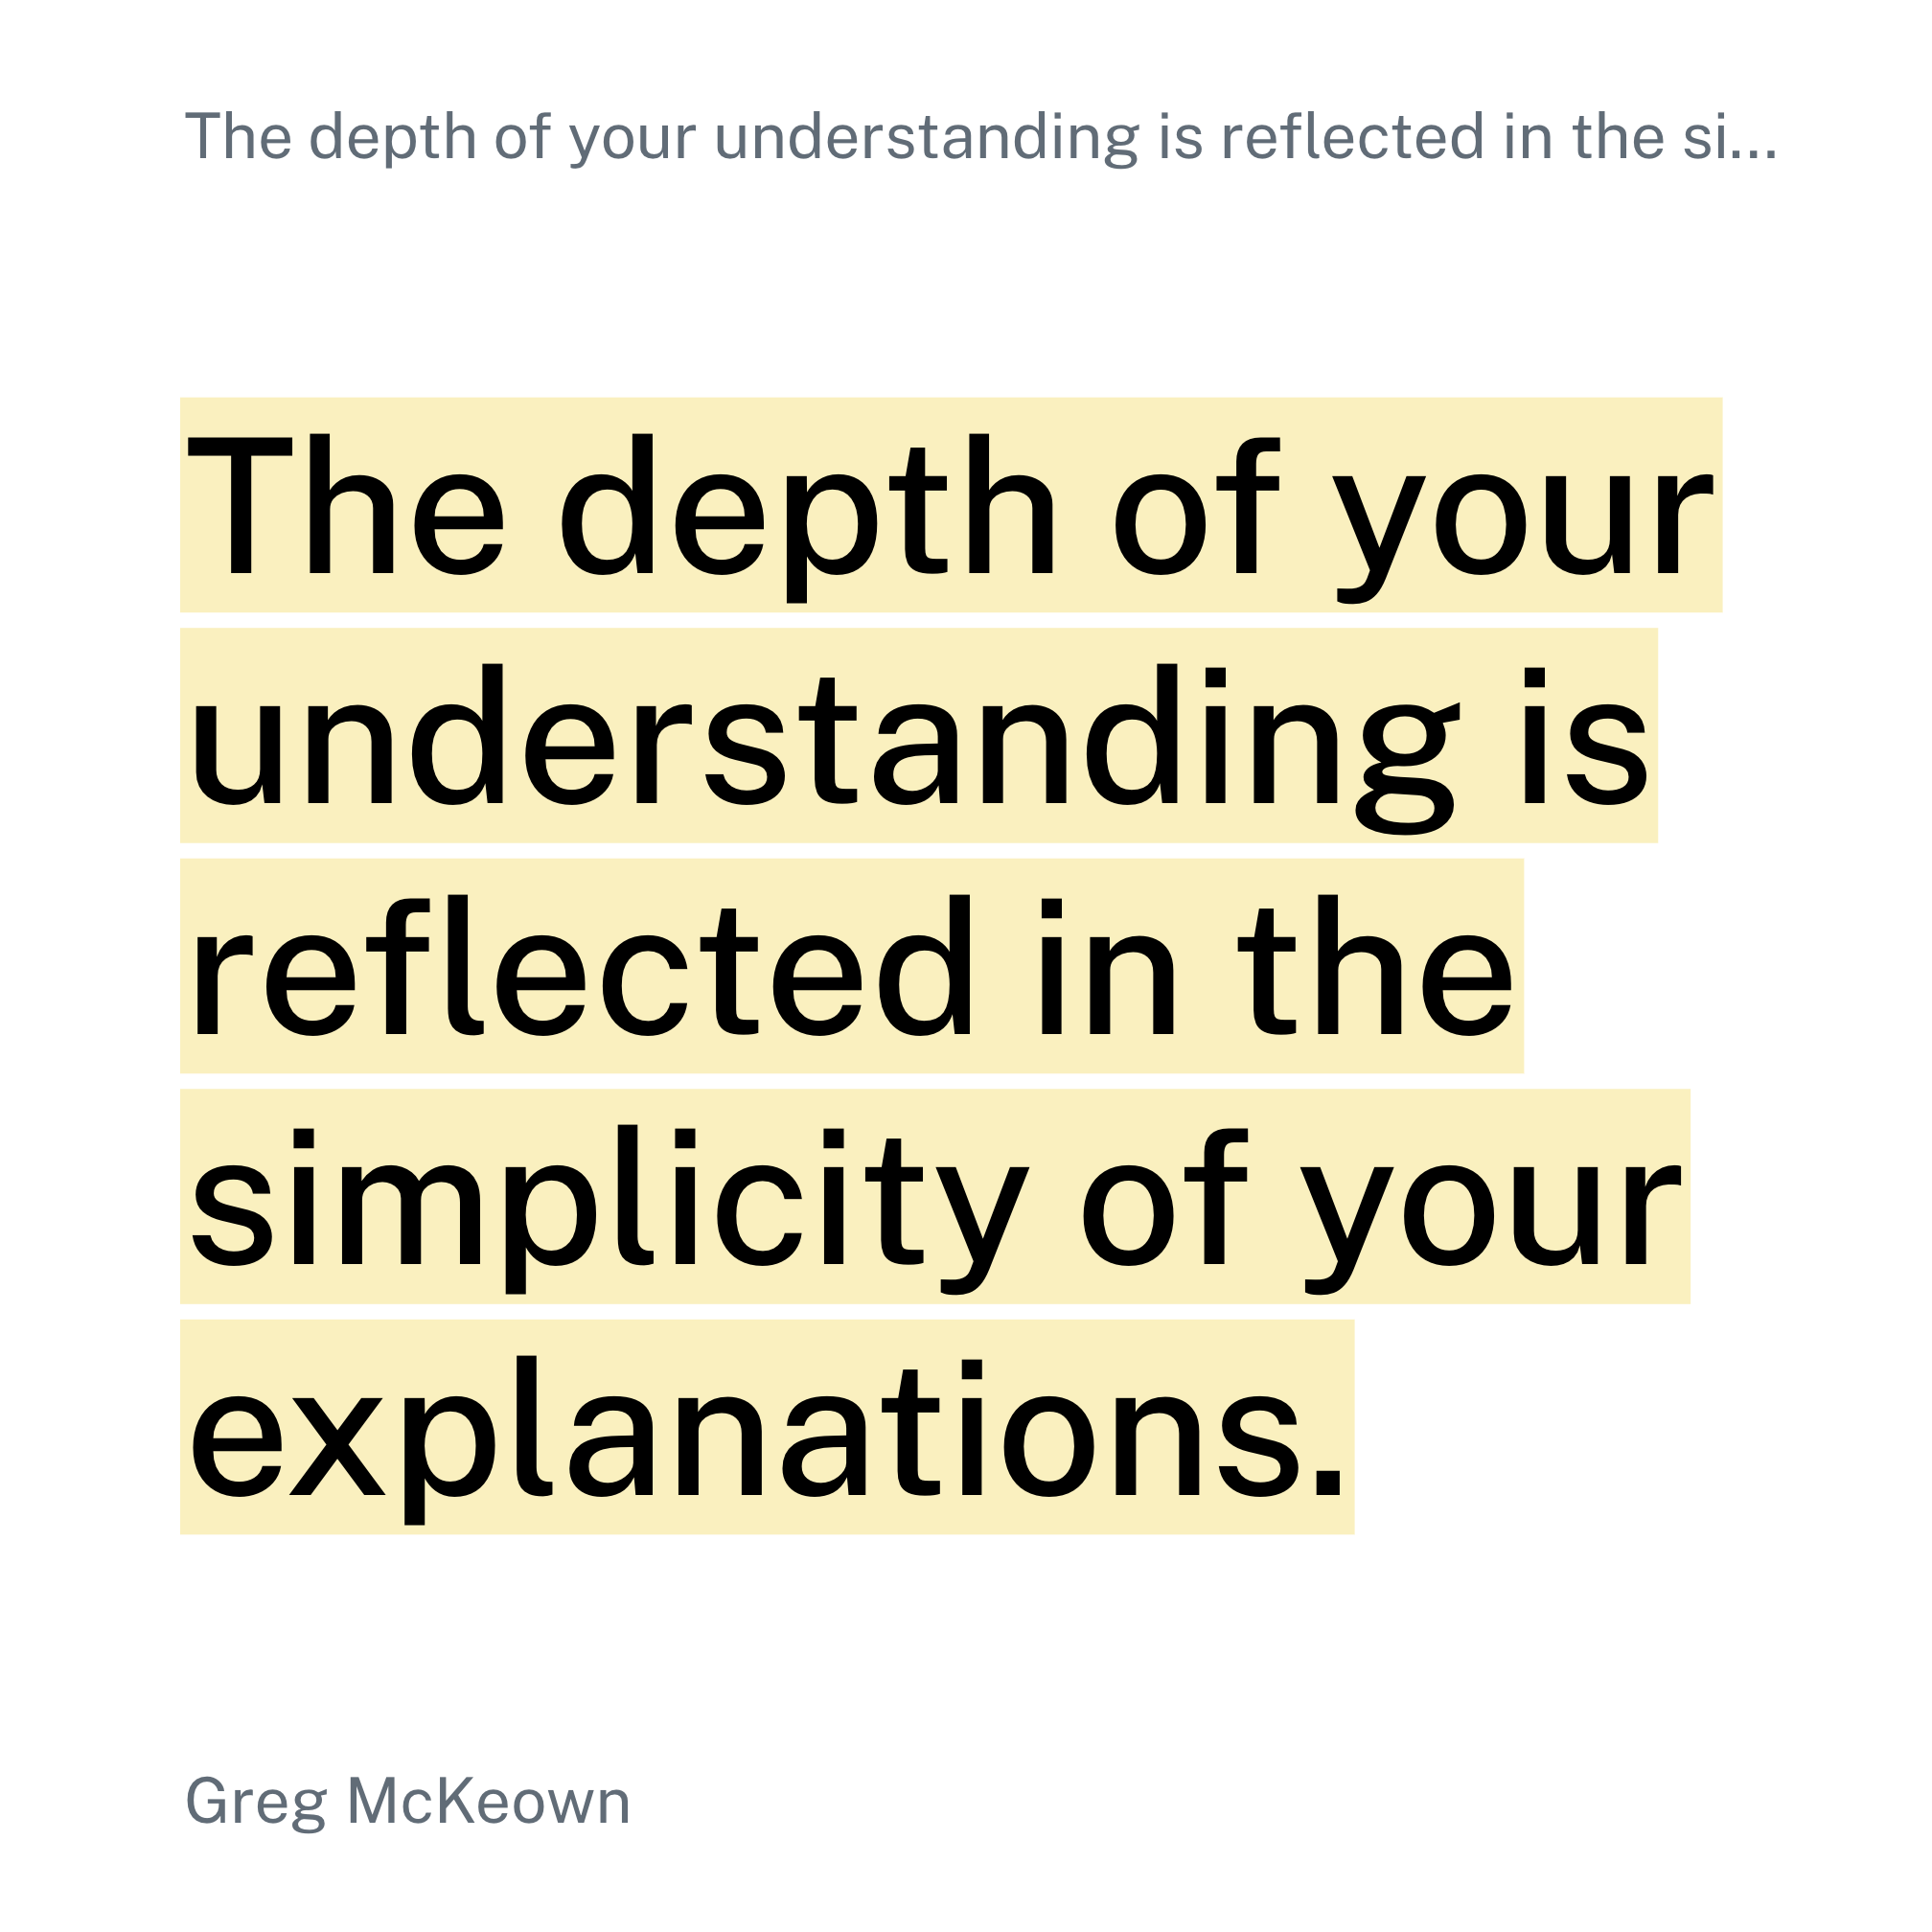 The depth of your understanding is reflected in the si...
The depth of your
understanding is
reflected in the
simplicity of your
explanations.
Greg McKeown